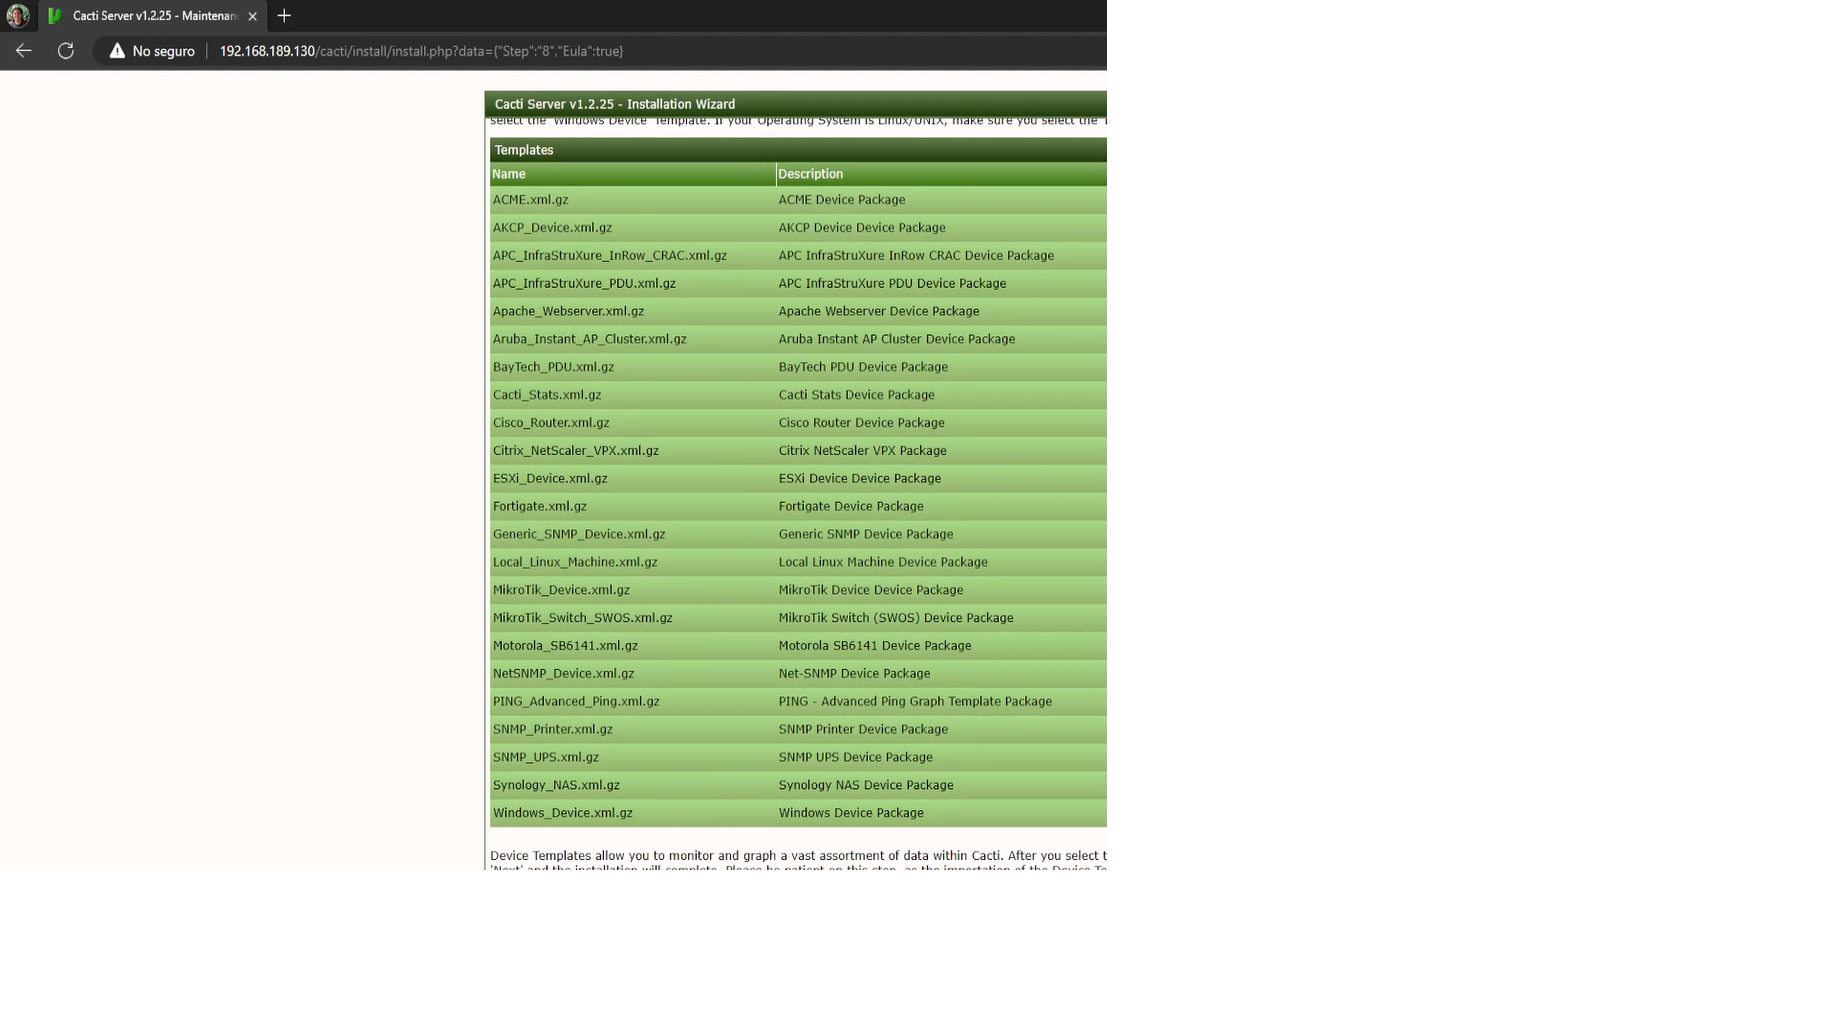 Cacti Server v1.2.25 - Maintenan
No seguro 192.168.189.130/cacti/install/install.php?data={"Step":"8","Eula":true}
Cacti Server v1.2.25 - Installation Wizard
select the 'Windows Device' Template. If your Operating System is Linux/UNIX, make sure you select the
Templates
Name Description
ACME.xml.gz ACME Device Package
AKCP_Device.xml.gz AKCP Device Device Package
APC_InfraStruXure_InRow_CRAC.xml.gz APC InfraStruXure InRow CRAC Device Package
APC_InfraStruXure_PDU.xml.gz APC InfraStruXure PDU Device Package
Apache_Webserver.xml.gz Apache Webserver Device Package
Aruba_Instant_AP_Cluster.xml.gz Aruba Instant AP Cluster Device Package
BayTech_PDU.xml.gz BayTech PDU Device Package
Cacti_Stats.xml.gz Cacti Stats Device Package
Cisco_Router.xml.gz Cisco Router Device Package
Citrix_NetScaler_VPX.xml.gz Citrix NetScaler VPX Package
ESXi_Device.xml.gz ESXi Device Device Package
Fortigate.xml.gz Fortigate Device Package
Generic_SNMP_Device.xml.gz Generic SNMP Device Package
Local_Linux_Machine.xml.gz Local Linux Machine Device Package
MikroTik_Device.xml.gz MikroTik Device Device Package
MikroTik_Switch_SWOS.xml.gz MikroTik Switch (SWOS) Device Package
Motorola_SB6141.xml.gz Motorola SB6141 Device Package
NetSNMP_Device.xml.gz Net-SNMP Device Package
PING_Advanced_Ping.xml.gz PING - Advanced Ping Graph Template Package
SNMP_Printer.xml.gz SNMP Printer Device Package
SNMP_UPS.xml.gz SNMP UPS Device Package
Synology_NAS.xml.gz Synology NAS Device Package
Windows_Device.xml.gz Windows Device Package
Device Templates allow you to monitor and graph a vast assortment of data within Cacti. After you select t
'Next' and the installation will complete. Please be patient on this step, as the importation of the Device Te